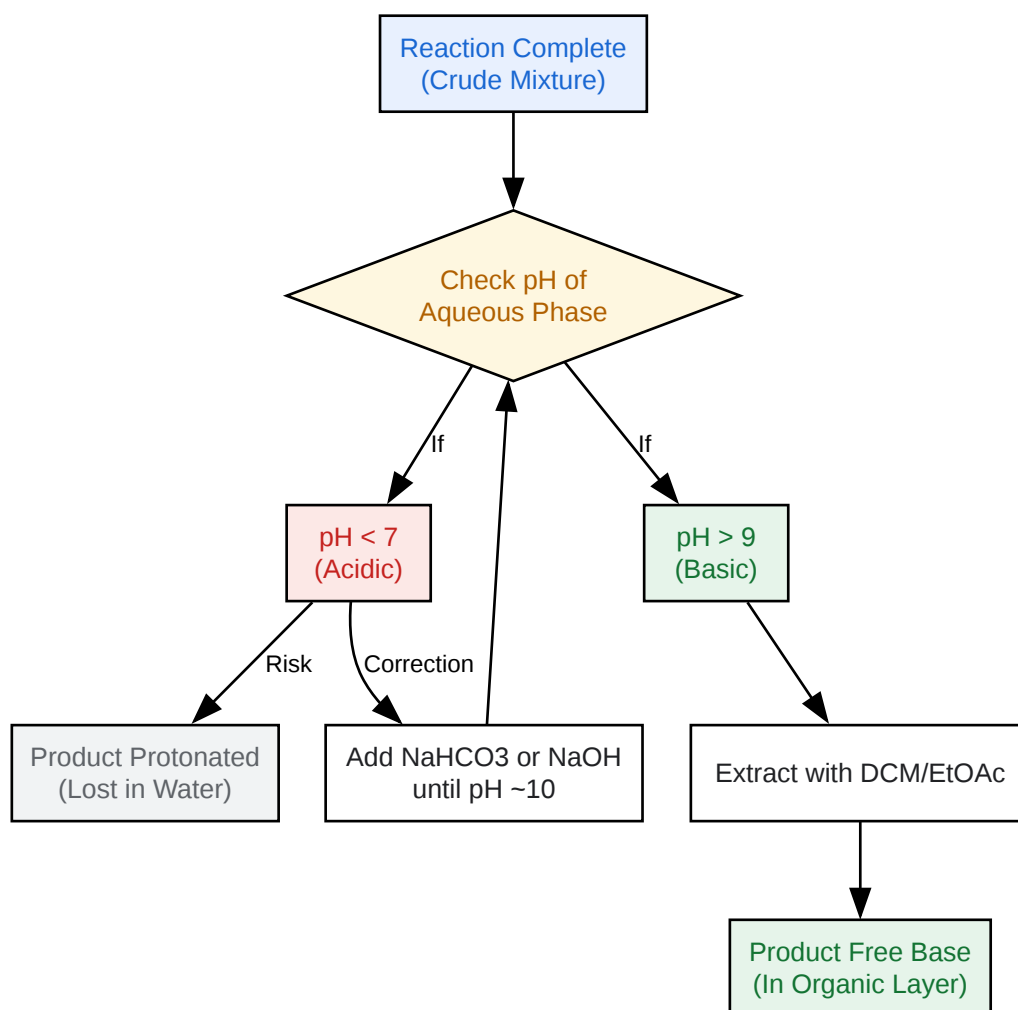 Reaction Complete
(Crude Mixture)
Check pH of
Aqueous Phase
If
If
pH < 7
(Acidic)
pH > 9
(Basic)
Risk
Correction
Product Protonated
(Lost in Water)
Add NaHCO3 or NaOH
until pH ~10
Extract with DCM/EtOAc
Product Free Base
(In Organic Layer)